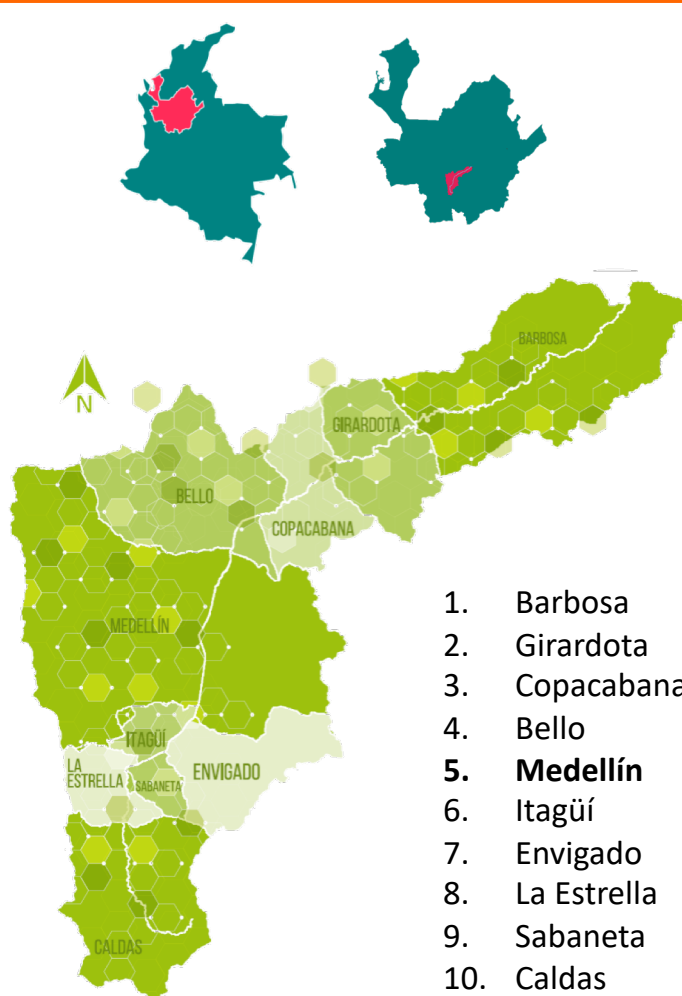 BARBOSA
GIRARDOTA
N
BELLO
COPACABANA
MEDELLÍN
ITAGÜÍ
LA
ESTRELLA
SABANETA
ENVIGADO
CALDAS
1. Barbosa
2. Girardota
3. Copacabana
4. Bello
5. Medellín
6. Itagüí
7. Envigado
8. La Estrella
9. Sabaneta
10. Caldas